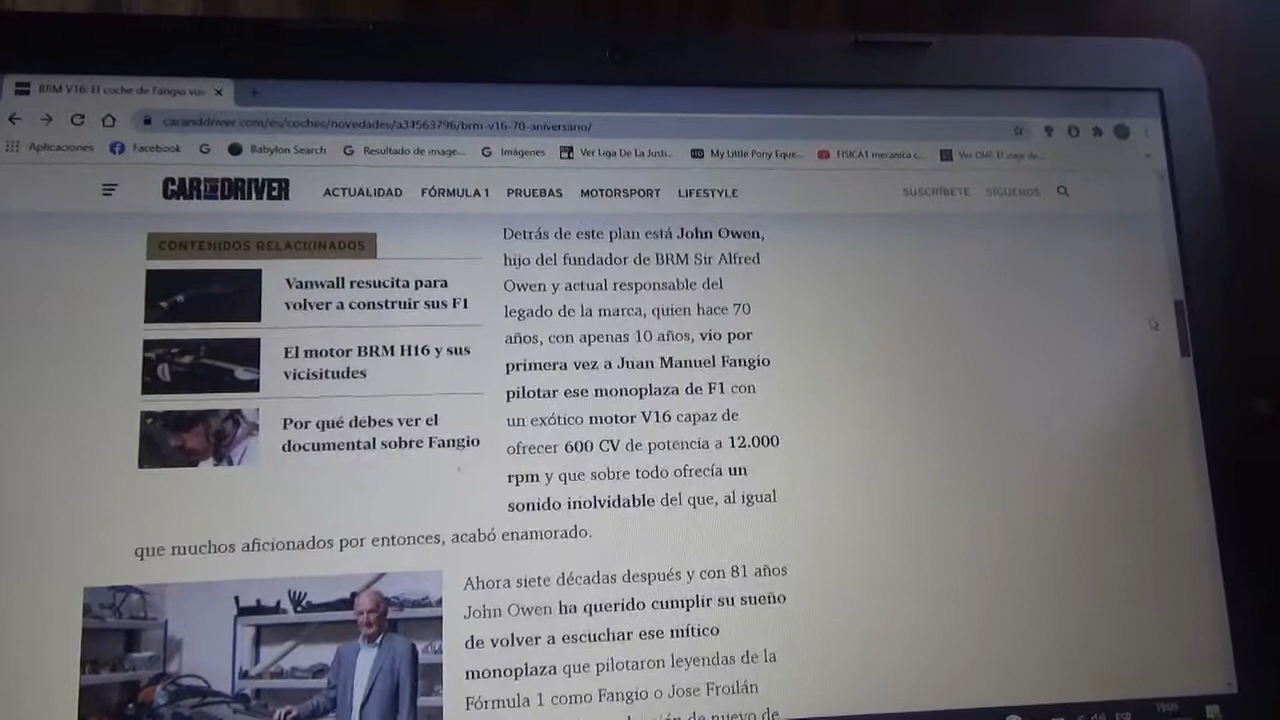 BRM V16: El coche de Fangio vue
caranddriver.com/es/coches/novedades/a34563796/brm-v16-70-aniversario/
Aplicaciones Facebook Babylon Search Resultado de image... Imágenes Ver Liga De La Justi... My Little Pony Eque... FISICA1 mecanica c...
CAR AND DRIVER ACTUALIDAD FÓRMULA 1 PRUEBAS MOTORSPORT LIFESTYLE SUSCRÍBETE SÍGUENOS
CONTENIDOS RELACIONADOS
Vanwall resucita para
volver a construir sus F1
El motor BRM H16 y sus
vicisitudes
Por qué debes ver el
documental sobre Fangio
Detrás de este plan está John Owen,
hijo del fundador de BRM Sir Alfred
Owen y actual responsable del
legado de la marca, quien hace 70
años, con apenas 10 años, vio por
primera vez a Juan Manuel Fangio
pilotar ese monoplaza de F1 con
un exótico motor V16 capaz de
ofrecer 600 CV de potencia a 12.000
rpm y que sobre todo ofrecía un
sonido inolvidable del que, al igual
que muchos aficionados por entonces, acabó enamorado.
Ahora siete décadas después y con 81 años
John Owen ha querido cumplir su sueño
de volver a escuchar ese mítico
monoplaza que pilotaron leyendas de la
Fórmula 1 como Fangio o Jose Froilán
de nuevo de
ESP